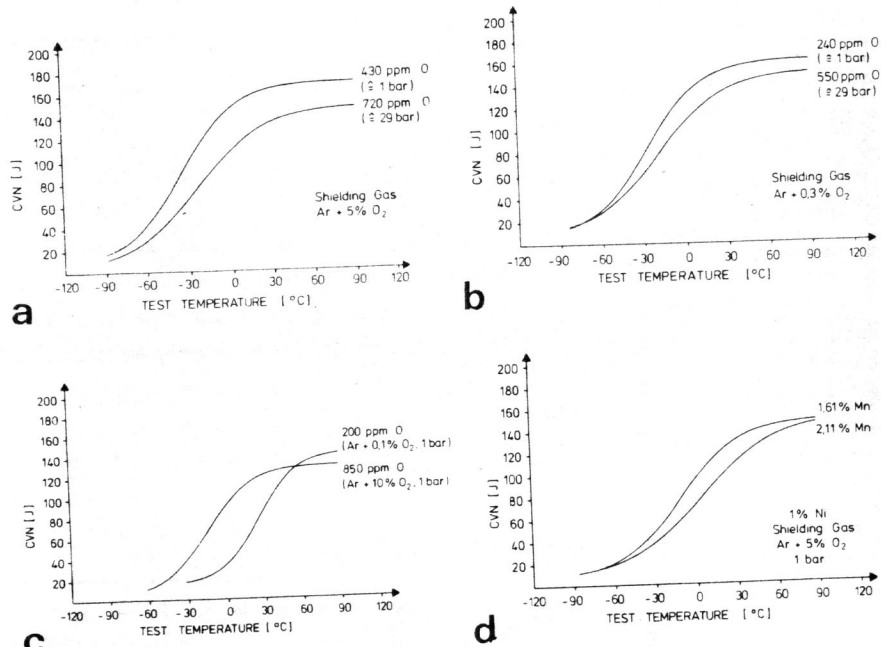 200
180
160
140
120
100
80
60
40
20
CVN [J]
430 ppm O
(≙ 1 bar)
720 ppm O
(≙ 29 bar)
Shielding Gas
Ar + 5% O₂
-120 -90 -60 -30 0 30 60 90 120
TEST TEMPERATURE [°C]
a
200
180
160
140
120
100
80
60
40
20
CVN [J]
240 ppm O
(≙ 1 bar)
550 ppm O
(≙ 29 bar)
Shielding Gas
Ar + 0,3% O₂
-120 -90 -60 -30 0 30 60 90 120
TEST TEMPERATURE [°C]
b
200
180
160
140
120
100
80
60
40
20
CVN [J]
200 ppm O
(Ar + 0,1% O₂, 1 bar)
850 ppm O
(Ar + 10% O₂, 1 bar)
-120 -90 -60 -30 0 30 60 90 120
TEST TEMPERATURE [°C]
c
200
180
160
140
120
100
80
60
40
20
CVN [J]
1,61% Mn
2,11% Mn
1% Ni
Shielding Gas
Ar + 5% O₂
1 bar
-120 -90 -60 -30 0 30 60 90 120
TEST TEMPERATURE [°C]
d